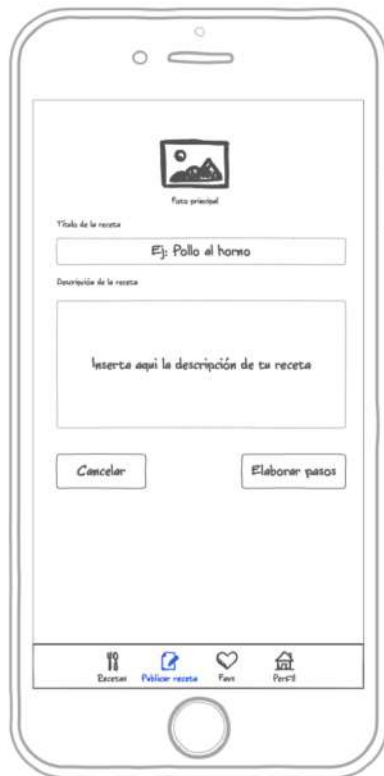 Foto principal
Título de la receta
Ej: Pollo al horno
Descripción de la receta
Inserta aqui la descripción de tu receta
Cancelar Elaborar pasos
Recetas Publicar receta Favs Perfil